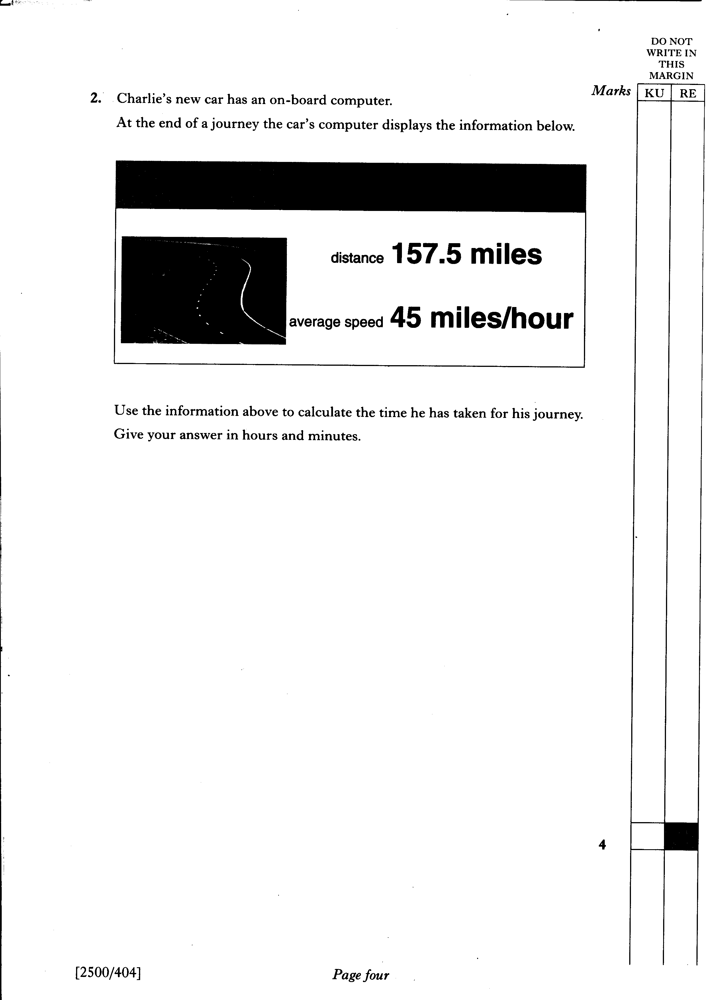 DO NOT
WRITE IN
THIS
MARGIN
Marks KU RE
2. Charlie's new car has an on-board computer.
At the end of a journey the car's computer displays the information below.
distance 157.5 miles
average speed 45 miles/hour
Use the information above to calculate the time he has taken for his journey.
Give your answer in hours and minutes.
4
[2500/404] Page four